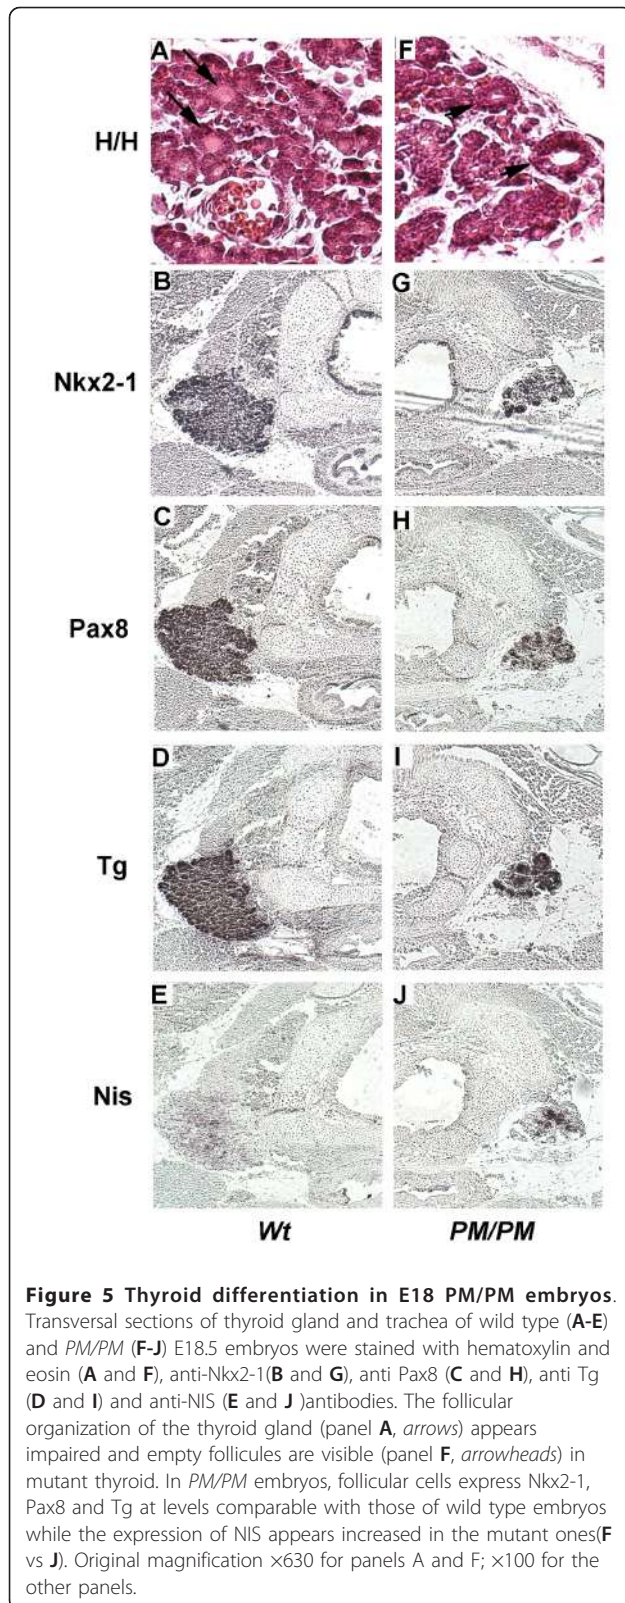 A
F
H/H
B
G
Nkx2-1
C
H
Pax8
D
I
Tg
E
J
Nis
Wt
PM/PM
Figure 5 Thyroid differentiation in E18 PM/PM embryos.
Transversal sections of thyroid gland and trachea of wild type (A-E)
and PM/PM (F-J) E18.5 embryos were stained with hematoxylin and
eosin (A and F), anti-Nkx2-1(B and G), anti Pax8 (C and H), anti Tg
(D and I) and anti-NIS (E and J )antibodies. The follicular
organization of the thyroid gland (panel A, arrows) appears
impaired and empty follicules are visible (panel F, arrowheads) in
mutant thyroid. In PM/PM embryos, follicular cells express Nkx2-1,
Pax8 and Tg at levels comparable with those of wild type embryos
while the expression of NIS appears increased in the mutant ones(F
vs J). Original magnification ×630 for panels A and F; ×100 for the
other panels.